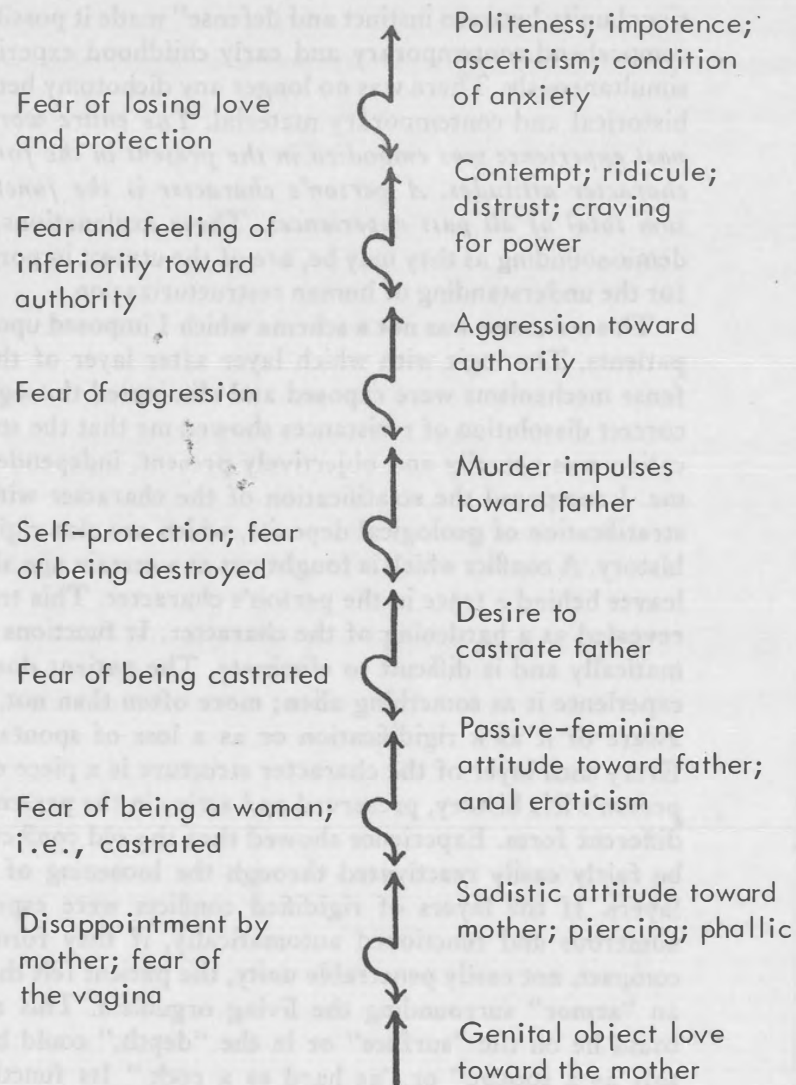 Politeness; impotence;
asceticism; condition
of anxiety
Fear of losing love
and protection
Contempt; ridicule;
distrust; craving
for power
Fear and feeling of
inferiority toward
authority
Aggression toward
authority
Fear of aggression
Murder impulses
toward father
Self-protection; fear
of being destroyed
Desire to
castrate father
Fear of being castrated
Passive-feminine
attitude toward father;
anal eroticism
Fear of being a woman;
i.e., castrated
Sadistic attitude toward
mother; piercing; phallic
Disappointment by
mother; fear of
the vagina
Genital object love
toward the mother